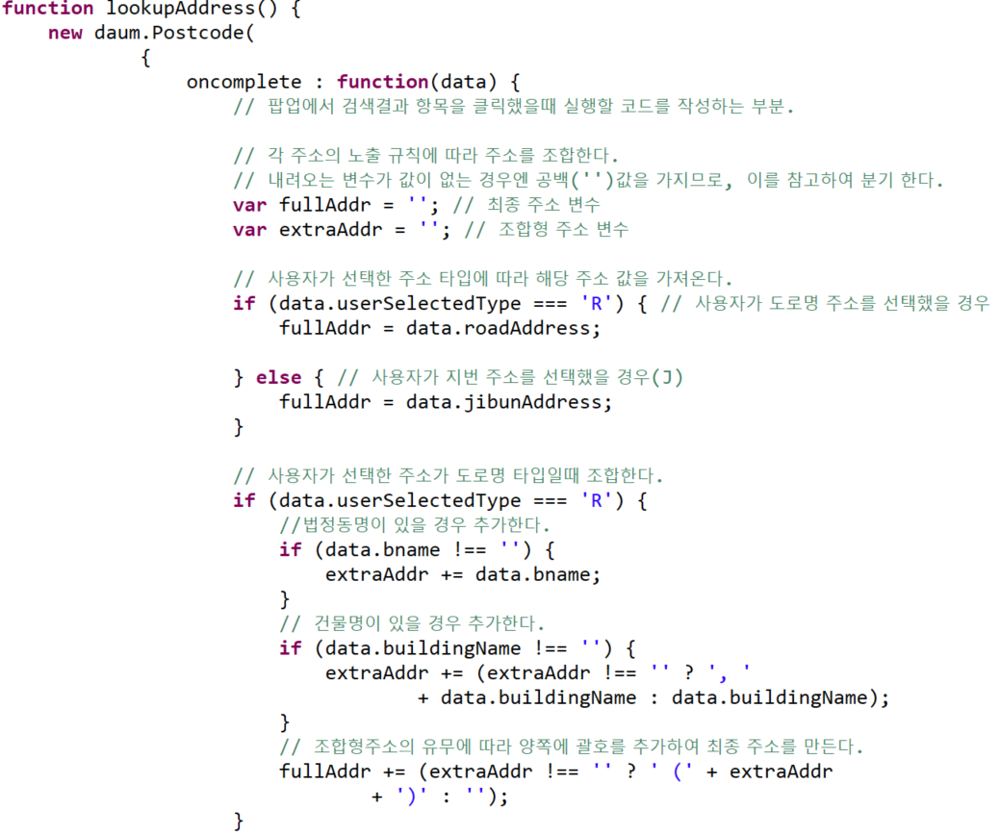 function lookupAddress() {
new daum.Postcode(
{
oncomplete : function(data) {
// 팝업에서 검색결과 항목을 클릭했을때 실행할 코드를 작성하는 부분.
// 각 주소의 노출 규칙에 따라 주소를 조합한다.
// 내려오는 변수가 값이 없는 경우엔 공백('')값을 가지므로, 이를 참고하여 분기 한다.
var fullAddr = ''; // 최종 주소 변수
var extraAddr = ''; // 조합형 주소 변수
// 사용자가 선택한 주소 타입에 따라 해당 주소 값을 가져온다.
if (data.userSelectedType === 'R') { // 사용자가 도로명 주소를 선택했을 경우
fullAddr = data.roadAddress;
} else { // 사용자가 지번 주소를 선택했을 경우(J)
fullAddr = data.jibunAddress;
}
// 사용자가 선택한 주소가 도로명 타입일때 조합한다.
if (data.userSelectedType === 'R') {
//법정동명이 있을 경우 추가한다.
if (data.bname !== '') {
extraAddr += data.bname;
}
// 건물명이 있을 경우 추가한다.
if (data.buildingName !== '') {
extraAddr += (extraAddr !== '' ? ', '
+ data.buildingName : data.buildingName);
}
// 조합형주소의 유무에 따라 양쪽에 괄호를 추가하여 최종 주소를 만든다.
fullAddr += (extraAddr !== '' ? ' (' + extraAddr
+ ')' : '');
}